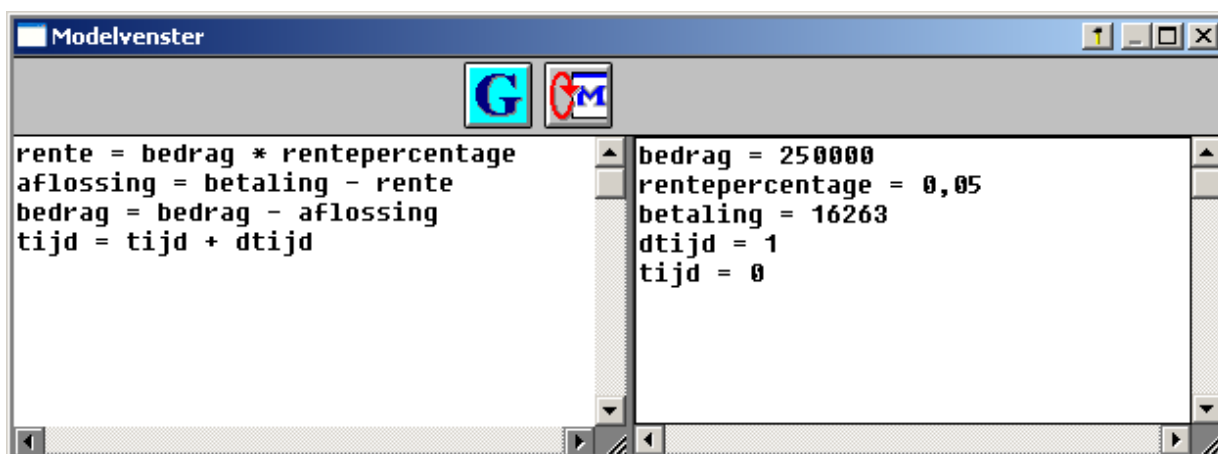 Modelvenster
G M
rente = bedrag * rentepercentage
aflossing = betaling - rente
bedrag = bedrag - aflossing
tijd = tijd + dtijd
bedrag = 250000
rentepercentage = 0,05
betaling = 16263
dtijd = 1
tijd = 0